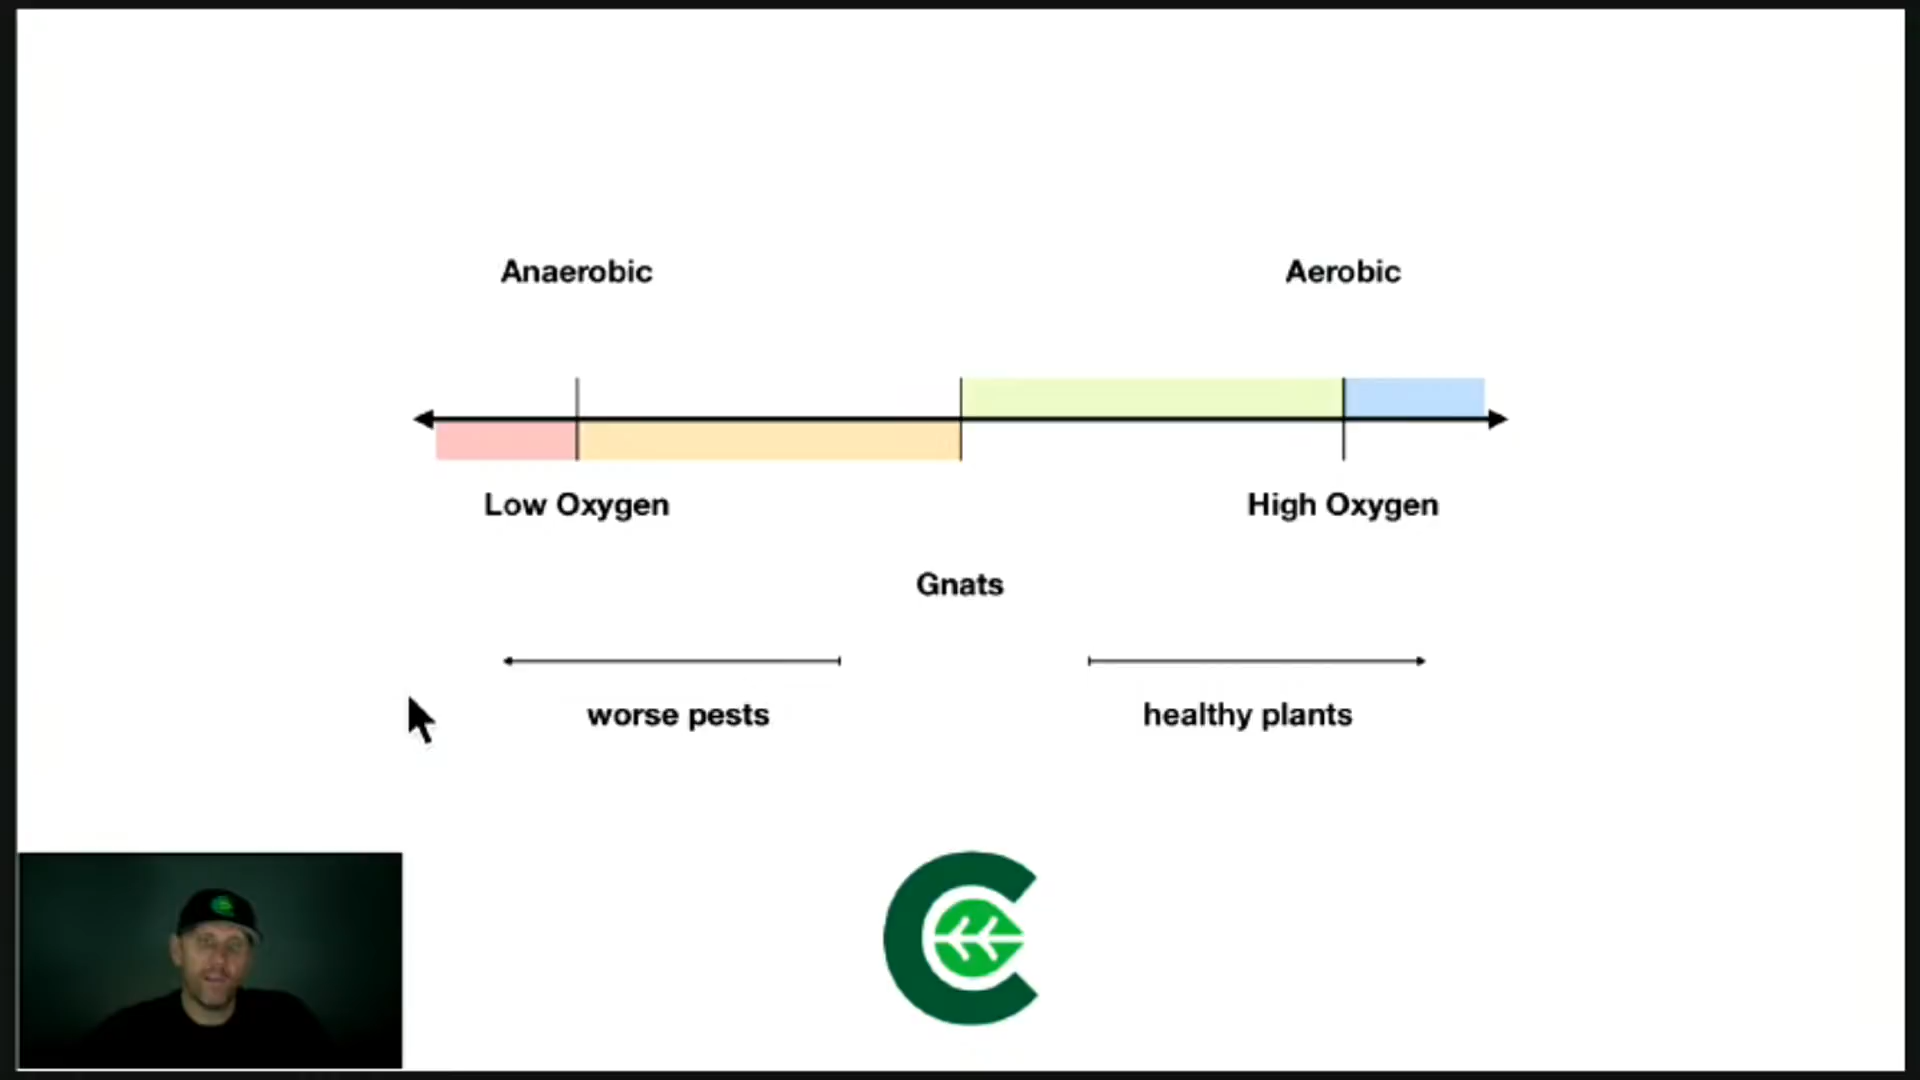 Anaerobic
Aerobic
Low Oxygen
High Oxygen
Gnats
worse pests
healthy plants